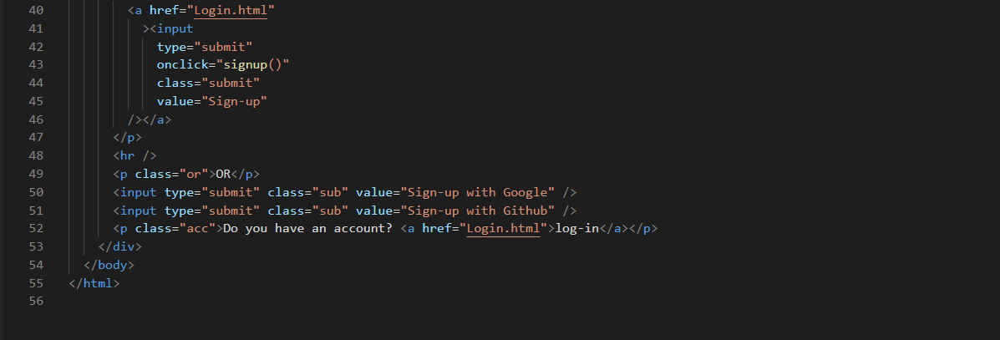 40 <a href="Login.html"
41 ><input
42 type="submit"
43 onclick="signup()"
44 class="submit"
45 value="Sign-up"
46 /></a>
47 </p>
48 <hr />
49 <p class="or">OR</p>
50 <input type="submit" class="sub" value="Sign-up with Google" />
51 <input type="submit" class="sub" value="Sign-up with Github" />
52 <p class="acc">Do you have an account? <a href="Login.html">log-in</a></p>
53 </div>
54 </body>
55 </html>
56